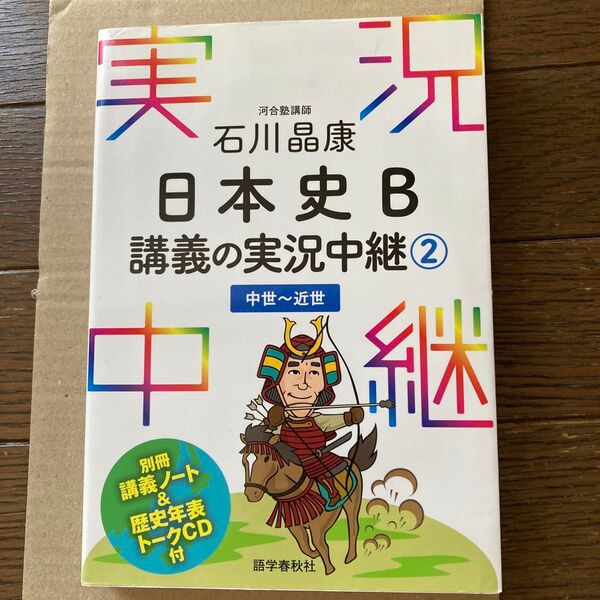 実況
河合塾講師
石川晶康
日本史B
講義の実況中継②
中世～近世
中継
別冊
講義ノート
&
歴史年表
トークCD
付
語学春秋社